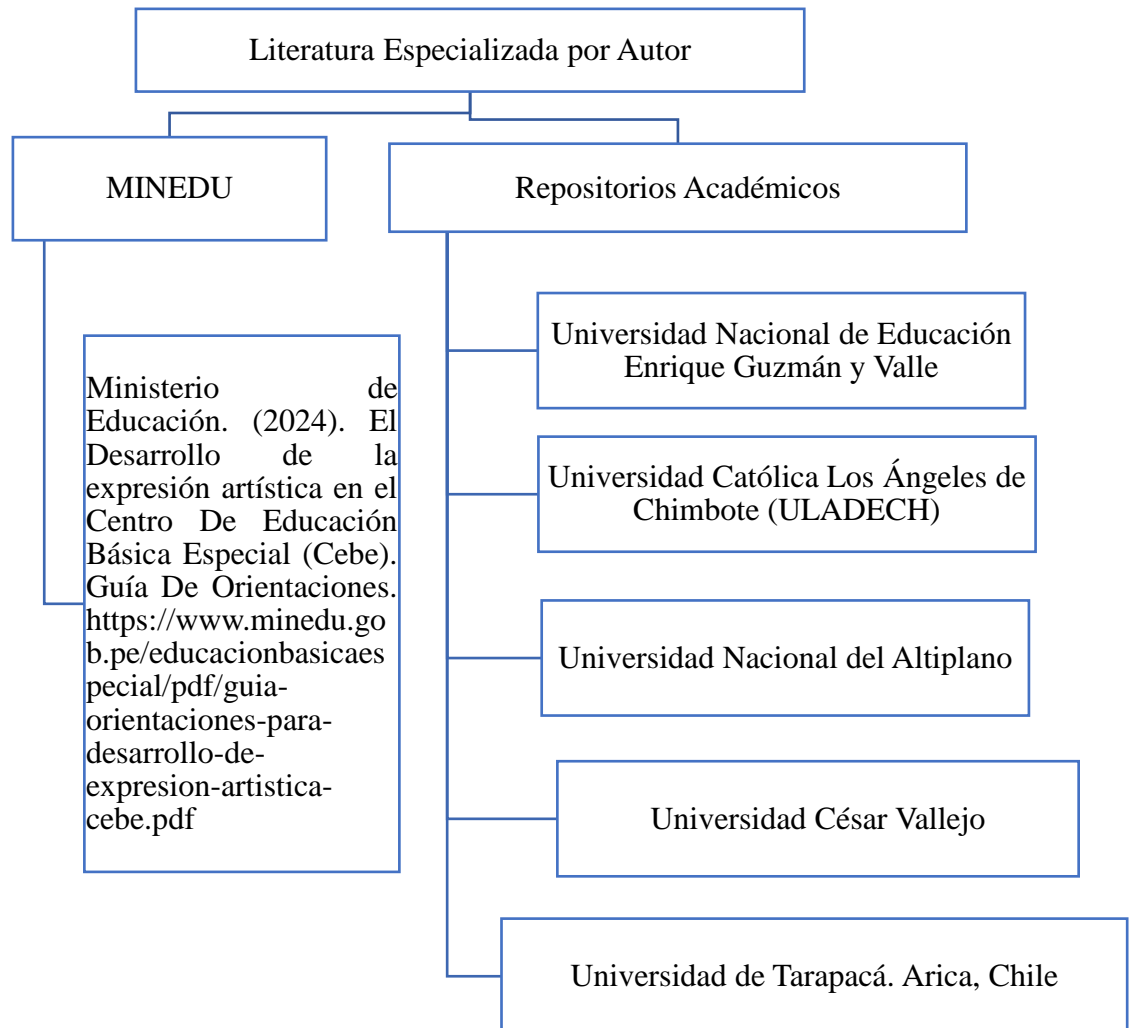 Literatura Especializada por Autor
MINEDU
Repositorios Académicos
Ministerio de
Educación. (2024). El
Desarrollo de la
expresión artística en el
Centro De Educación
Básica Especial (Cebe).
Guía De Orientaciones.
https://www.minedu.go
b.pe/educacionbasicaes
pecial/pdf/guia-
orientaciones-para-
desarrollo-de-
expresion-artistica-
cebe.pdf
Universidad Nacional de Educación
Enrique Guzmán y Valle
Universidad Católica Los Ángeles de
Chimbote (ULADECH)
Universidad Nacional del Altiplano
Universidad César Vallejo
Universidad de Tarapacá. Arica, Chile